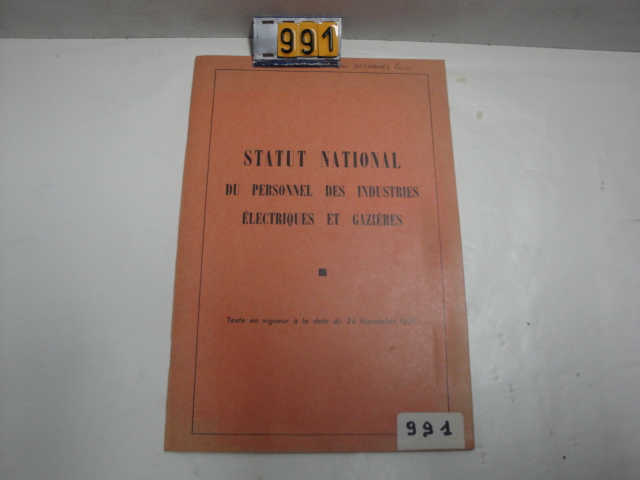 991
STATUT NATIONAL
DU PERSONNEL DES INDUSTRIES
ÉLECTRIQUES ET GAZIÈRES
Texte en vigueur à la date du 24 Novembre
991